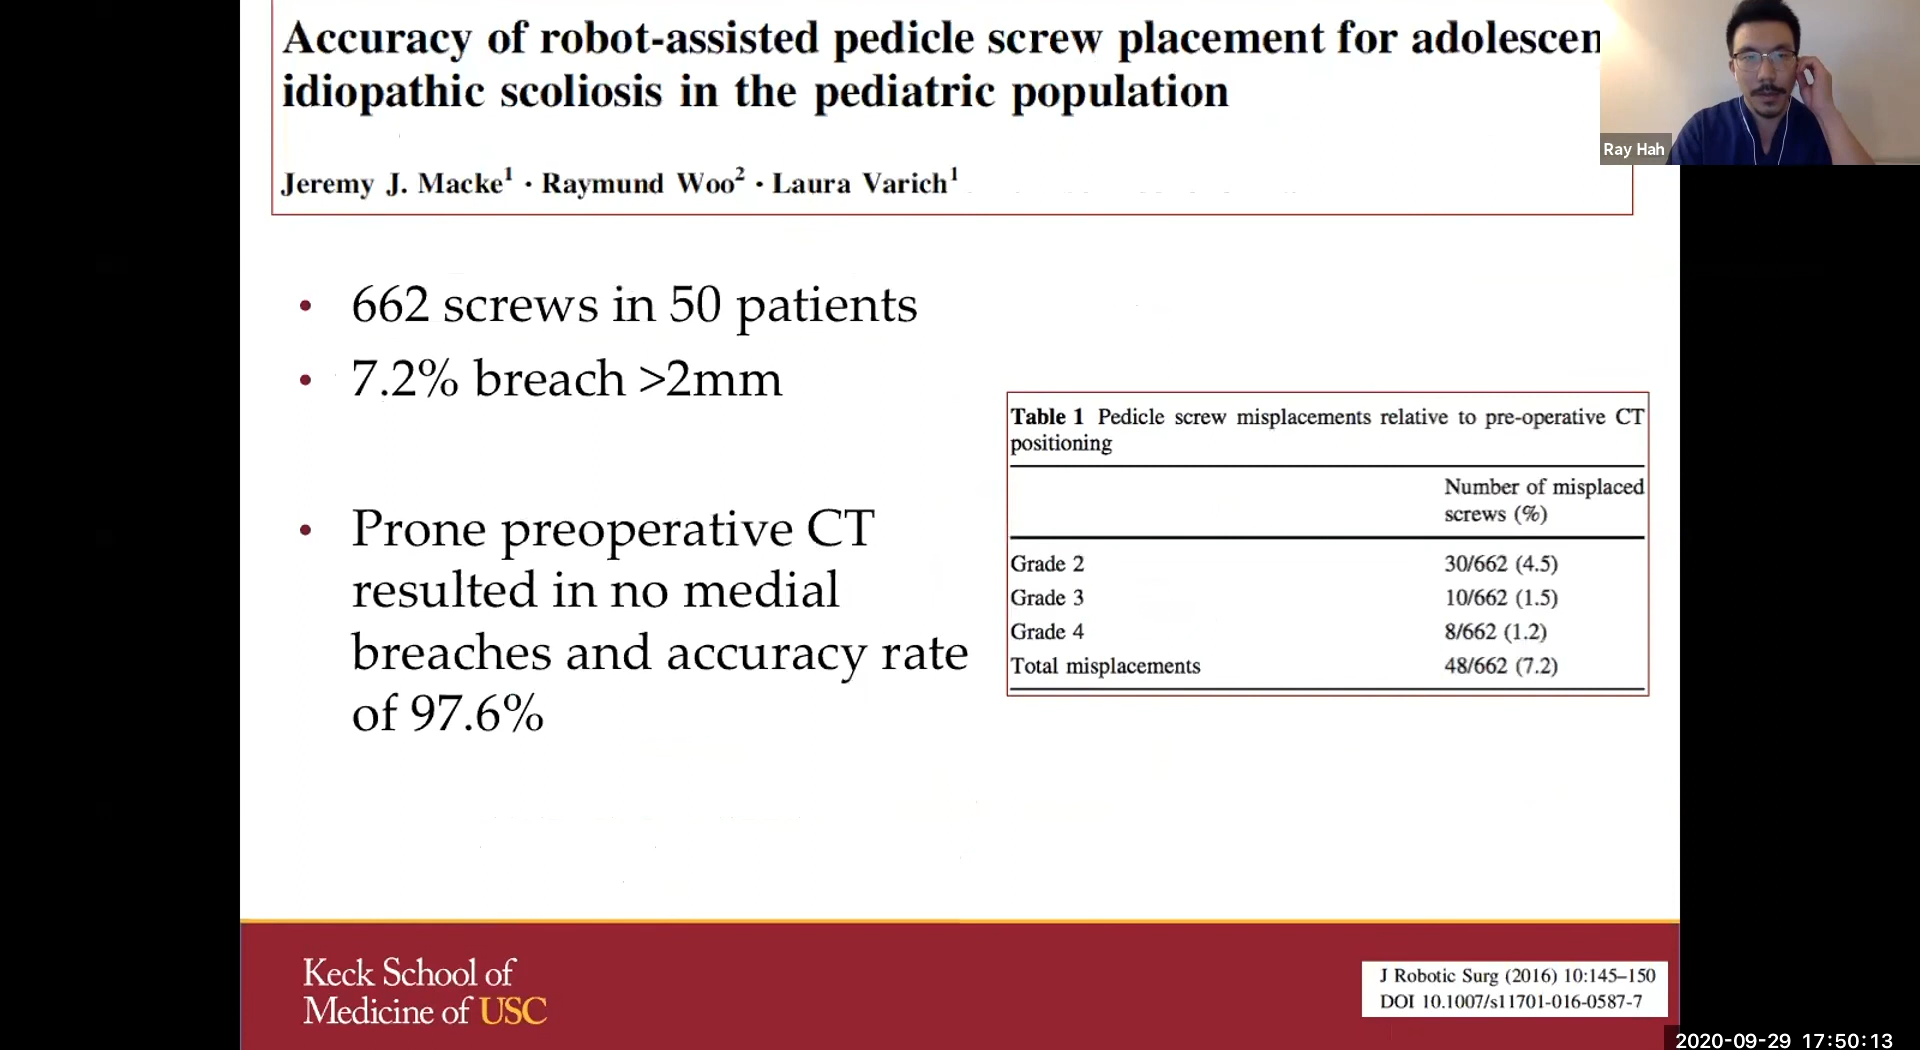 Accuracy of robot-assisted pedicle screw placement for adolescen
idiopathic scoliosis in the pediatric population
Jeremy J. Macke1 · Raymund Woo2 · Laura Varich1
Ray Hah
• 662 screws in 50 patients
• 7.2% breach >2mm
• Prone preoperative CT
resulted in no medial
breaches and accuracy rate
of 97.6%
Table 1 Pedicle screw misplacements relative to pre-operative CT
positioning
Number of misplaced
screws (%)
Grade 2 30/662 (4.5)
Grade 3 10/662 (1.5)
Grade 4 8/662 (1.2)
Total misplacements 48/662 (7.2)
Keck School of
Medicine of USC
J Robotic Surg (2016) 10:145–150
DOI 10.1007/s11701-016-0587-7
2020-09-29 17:50:13